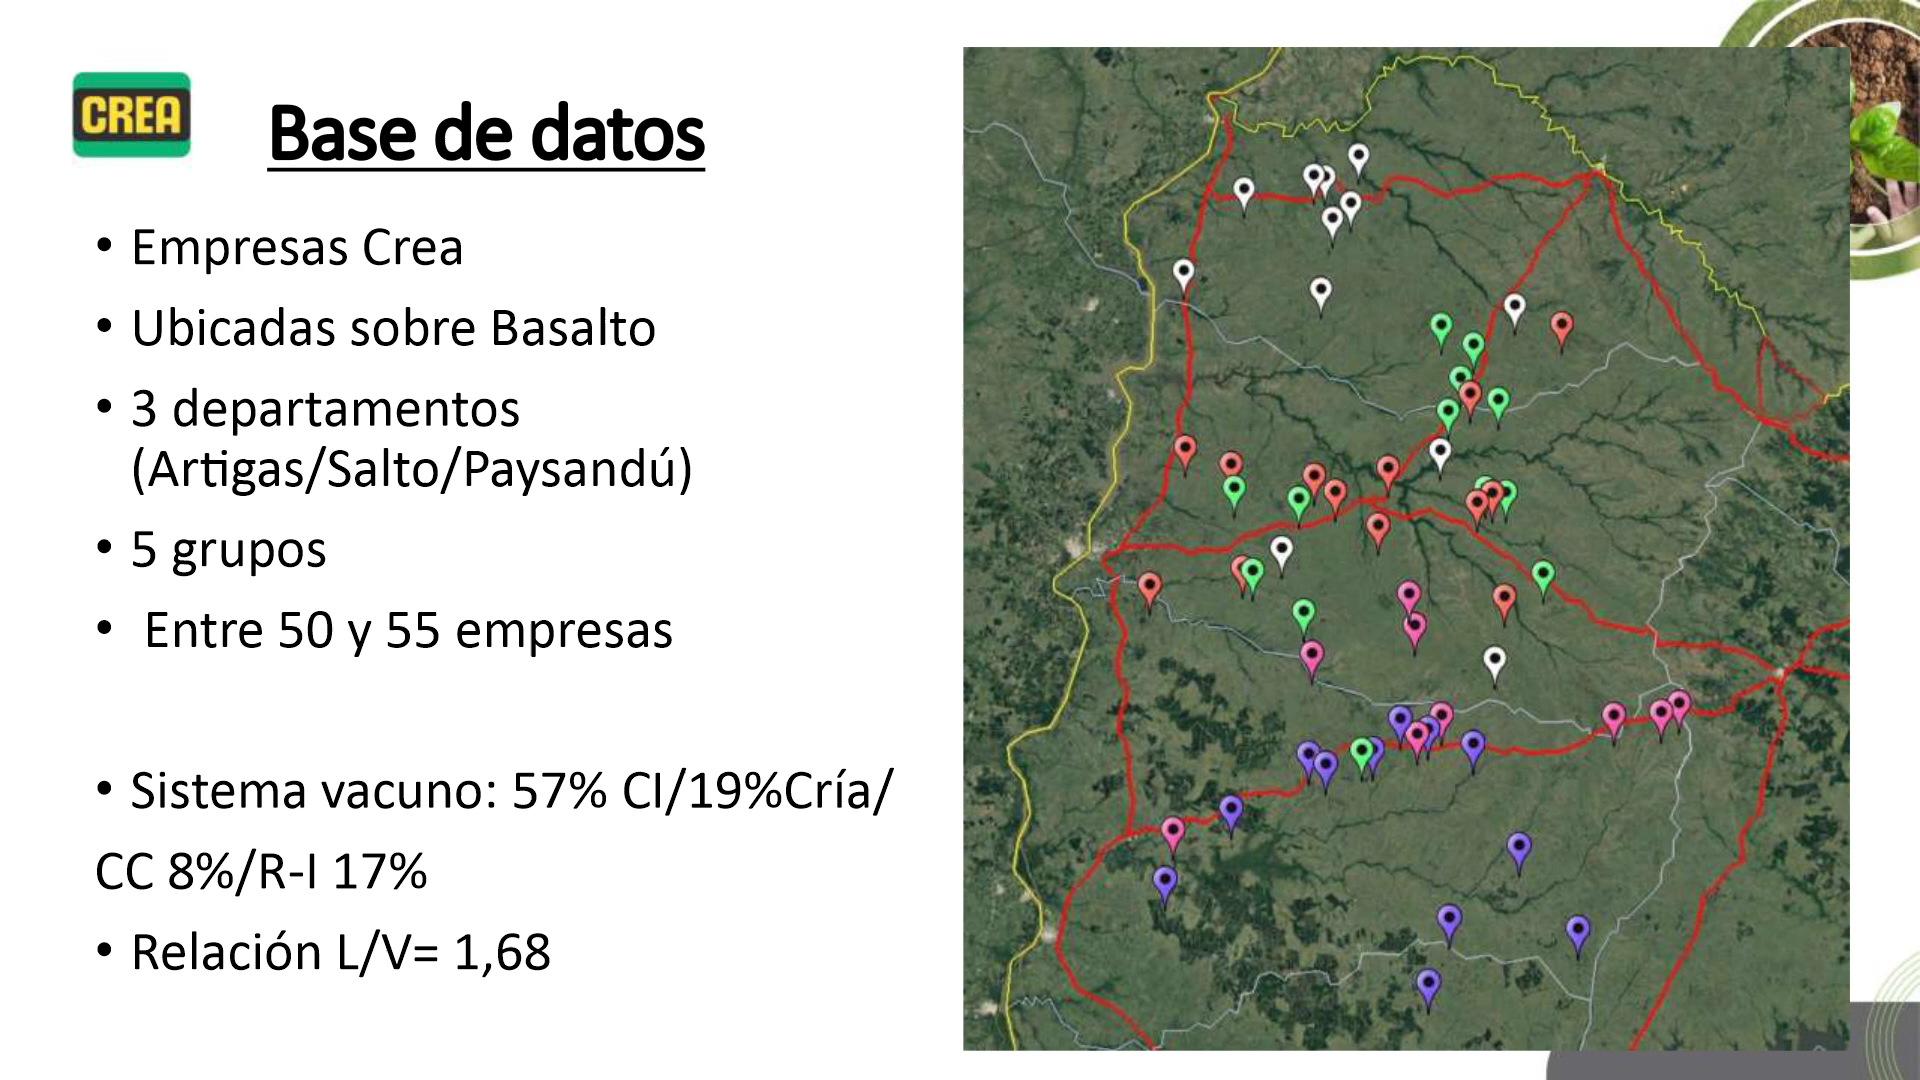 CREA
Base de datos
• Empresas Crea
• Ubicadas sobre Basalto
• 3 departamentos
(Artigas/Salto/Paysandú)
• 5 grupos
• Entre 50 y 55 empresas
• Sistema vacuno: 57% CI/19%Cría/
CC 8%/R-I 17%
• Relación L/V= 1,68